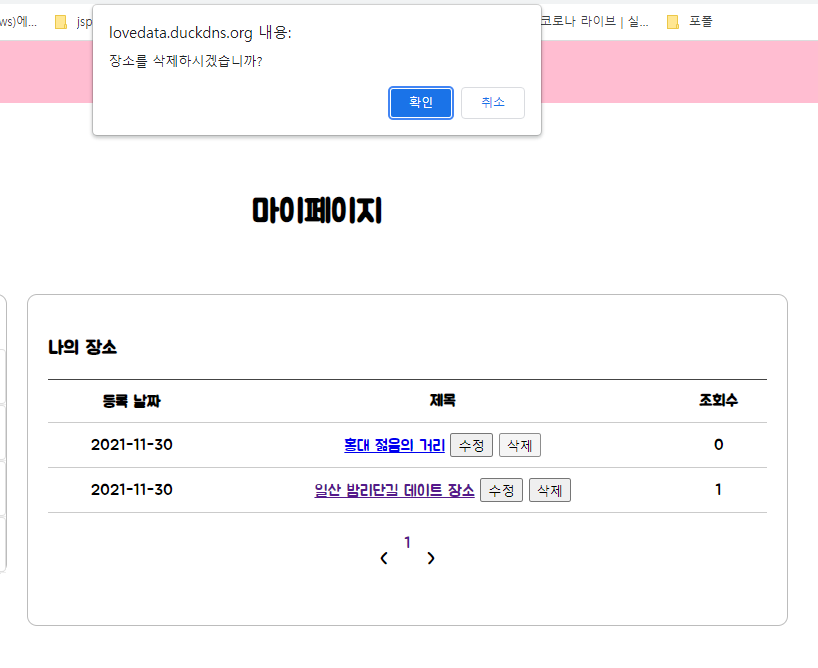 ws)에...
jsp
코로나 라이브 | 실...
포폴
lovedata.duckdns.org 내용:
장소를 삭제하시겠습니까?
확인
취소
마이페이지
나의 장소
등록 날짜
제목
조회수
2021-11-30
홍대 젊음의 거리
수정
삭제
0
2021-11-30
일산 밤리단길 데이트 장소
수정
삭제
1
1